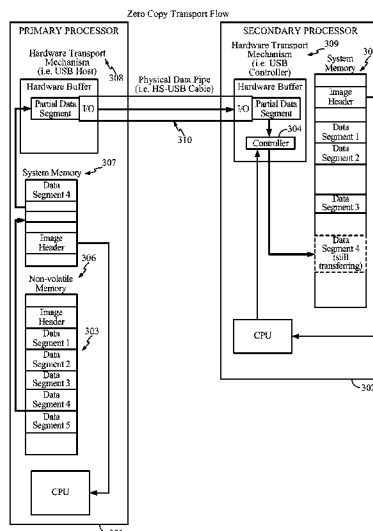 Zero Copy Transport Flow
PRIMARY PROCESSOR
Hardware Transport
Mechanism
(i.e. USB Host)
308
Hardware Buffer
Partial Data
Segment
I/O
Physical Data Pipe
(i.e. HS-USB Cable)
310
System Memory
307
Data
Segment 4
Image
Header
306
Non-volatile
Memory
Image
Header
303
Data
Segment 1
Data
Segment 2
Data
Segment 3
Data
Segment 4
Data
Segment 5
CPU
SECONDARY PROCESSOR
Hardware Transport
Mechanism
(i.e. USB
Controller)
309
Hardware Buffer
I/O
Partial Data
Segment
304
Controller
CPU
System
Memory
Image
Header
Data
Segment 1
Data
Segment 2
Data
Segment 3
Data
Segment 4
(still
transferring)